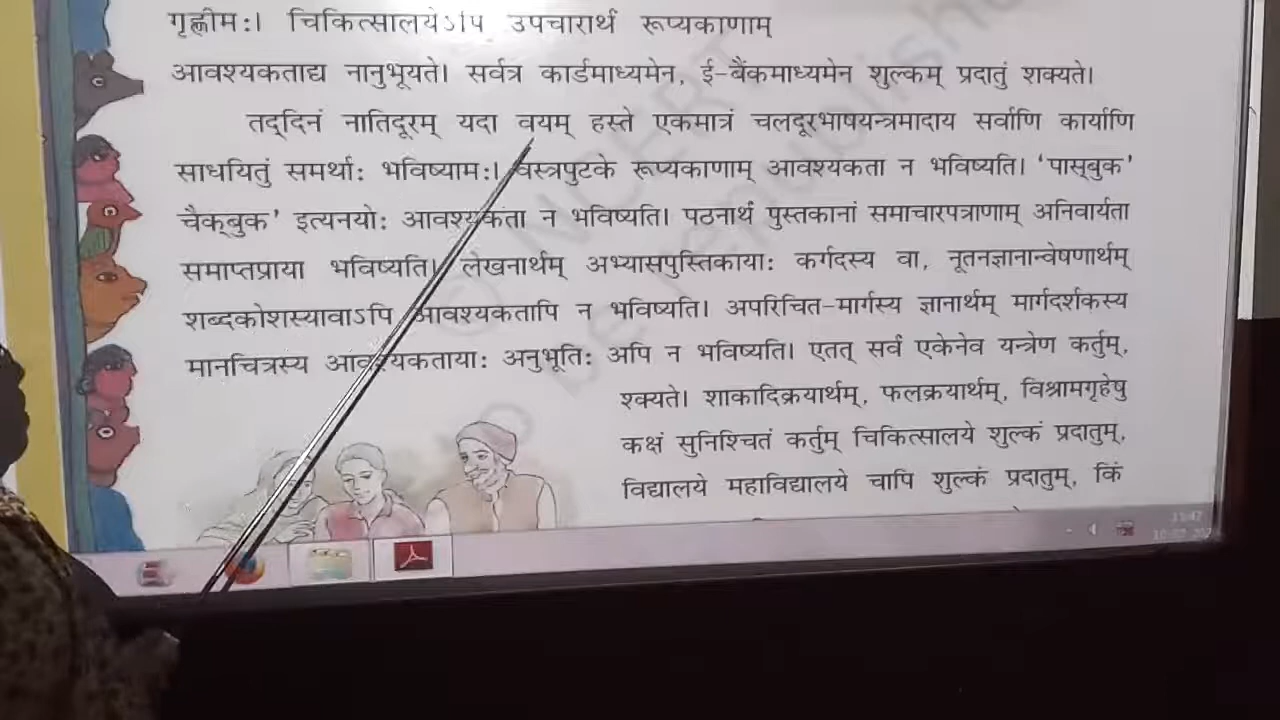 गृह्णीमः। चिकित्सालयेऽपि उपचारार्थं रूप्यकाणाम्
आवश्यकताद्य नानुभूयते। सर्वत्र कार्डमाध्यमेन, ई-बैंकमाध्यमेन शुल्कम् प्रदातुं शक्यते।
तद्दिनं नातिदूरम् यदा वयम् हस्ते एकमात्रं चलदूरभाषयन्त्रमादाय सर्वाणि कार्याणि
साधयितुं समर्थाः भविष्यामः। वस्त्रपुटके रूप्यकाणाम् आवश्यकता न भविष्यति। ‘पास्‌बुक’
चैक्‌बुक’ इत्यनयोः आवश्यकता न भविष्यति। पठनार्थं पुस्तकानां समाचारपत्राणाम् अनिवार्यता
समाप्तप्राया भविष्यति। लेखनार्थम् अभ्यासपुस्तिकायाः कर्गदस्य वा, नूतनज्ञानान्वेषणार्थम्
शब्दकोशस्यावाऽपि आवश्यकतापि न भविष्यति। अपरिचित-मार्गस्य ज्ञानार्थम् मार्गदर्शकस्य
मानचित्रस्य आवश्यकतायाः अनुभूतिः अपि न भविष्यति। एतत् सर्वं एकेनेव यन्त्रेण कर्तुम्,
श्क्यते। शाकादिक्रयार्थम्, फलक्रयार्थम्, विश्रामगृहेषु
कक्षं सुनिश्चितं कर्तुम् चिकित्सालये शुल्कं प्रदातुम्,
विद्यालये महाविद्यालये चापि शुल्कं प्रदातुम्, किं